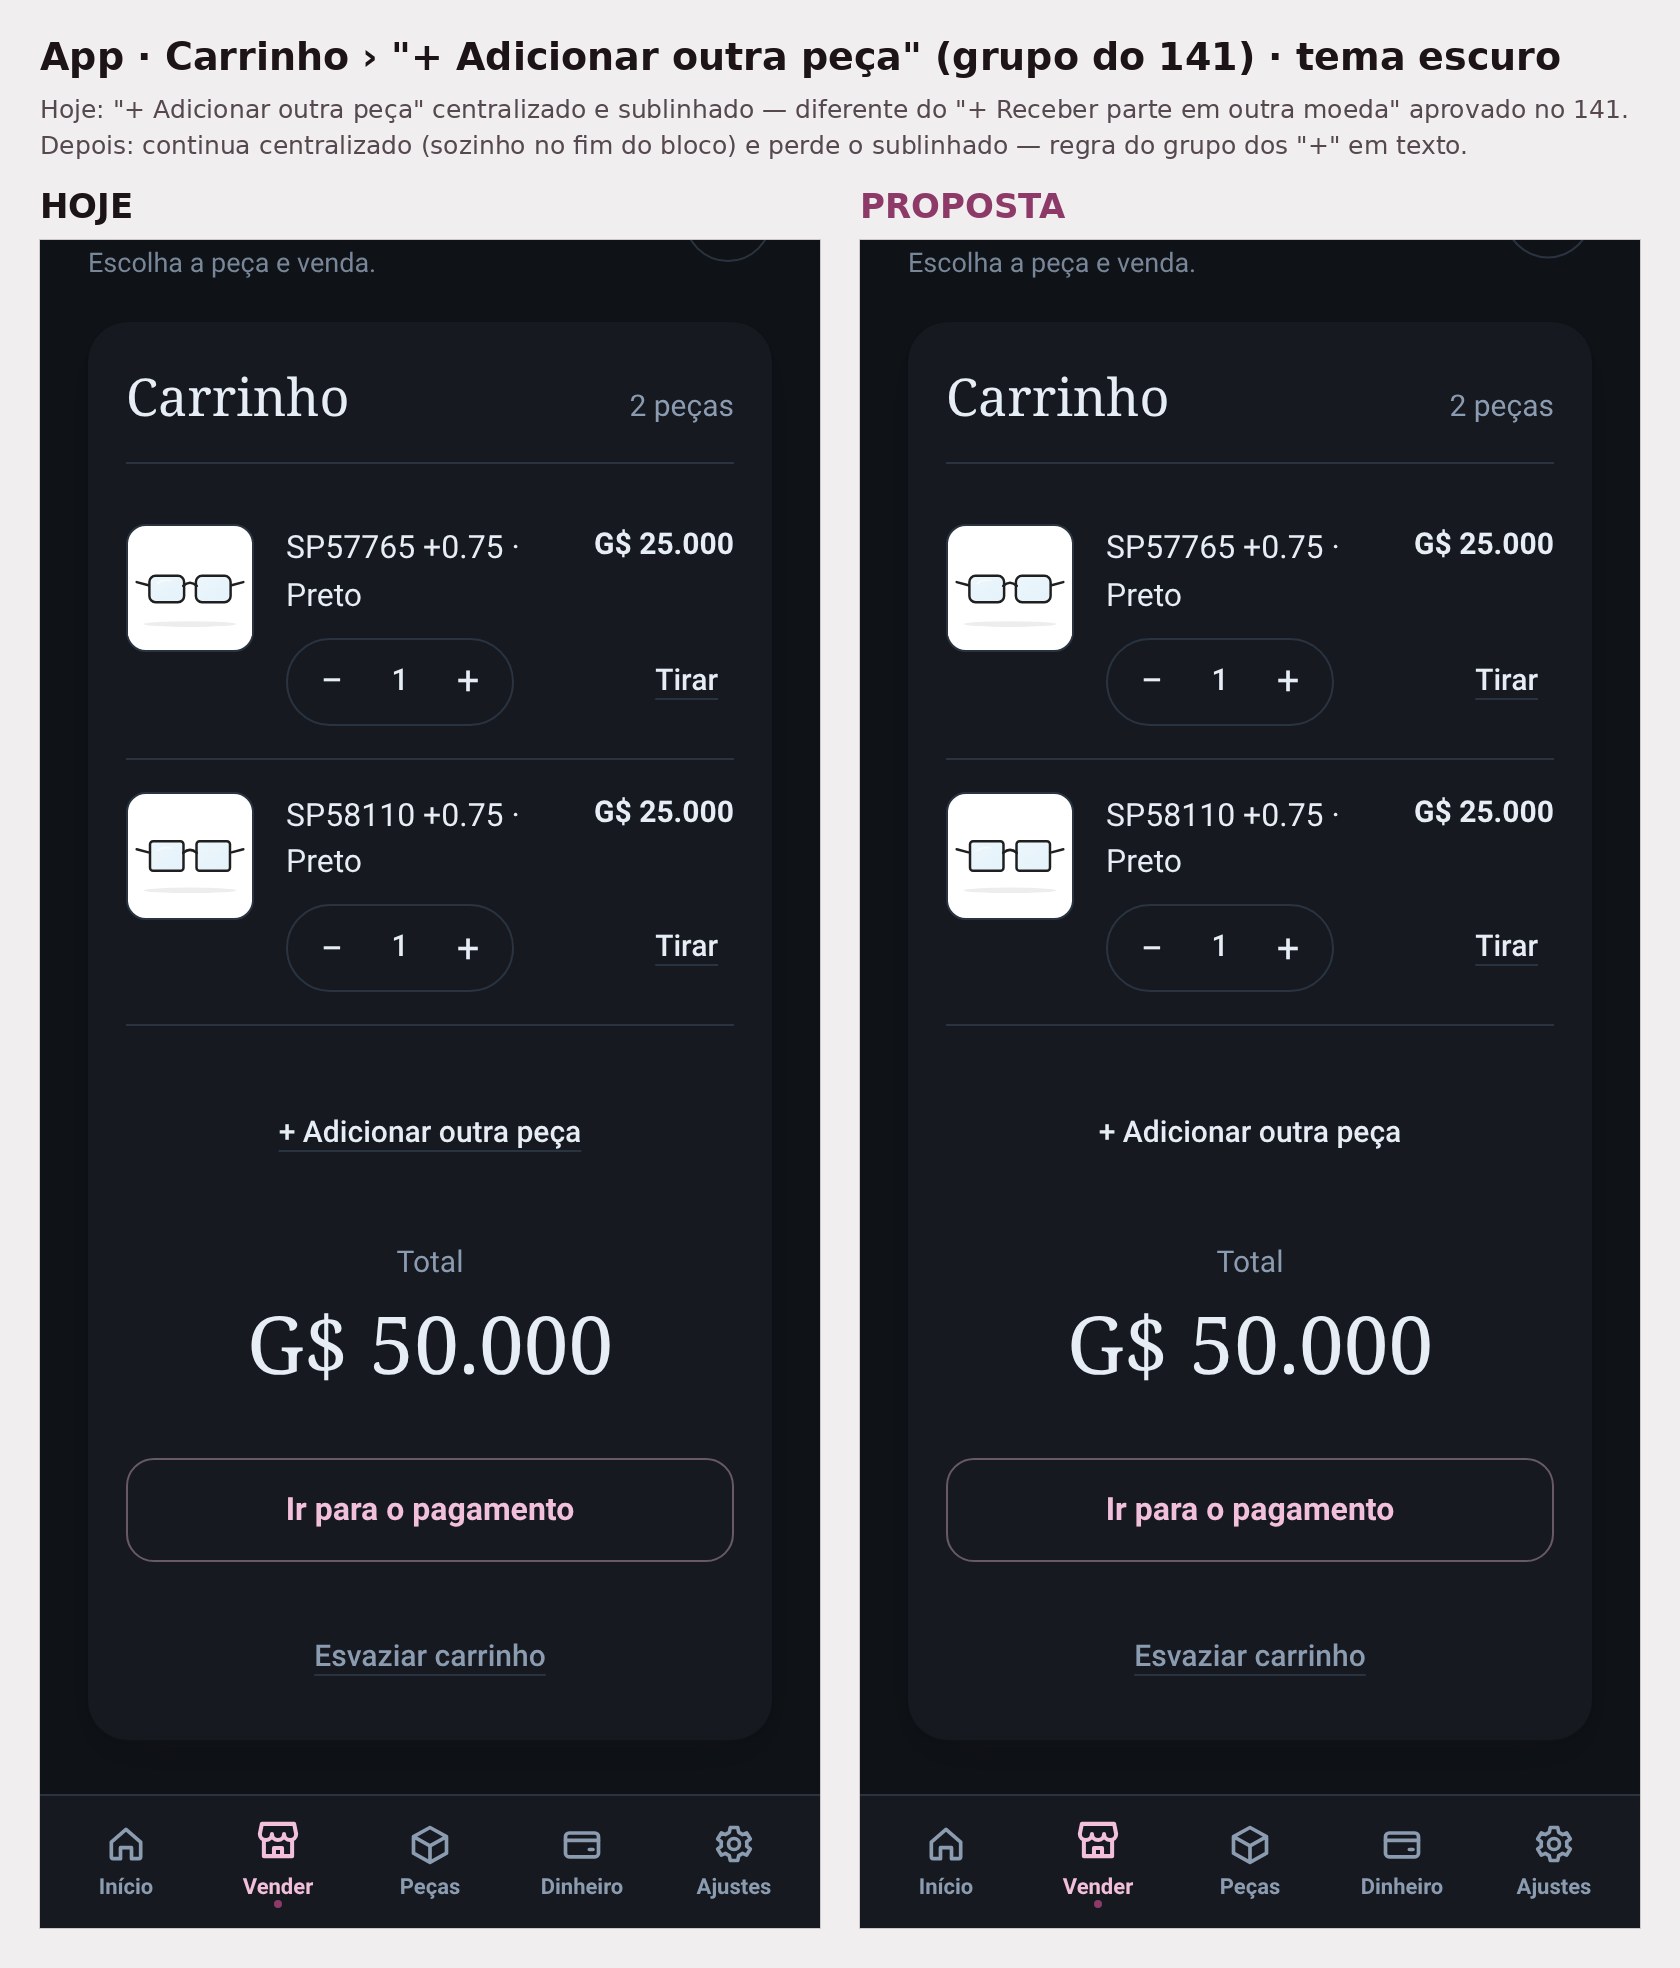 App · Carrinho › "+ Adicionar outra peça" (grupo do 141) · tema escuro
Hoje: "+ Adicionar outra peça" centralizado e sublinhado — diferente do "+ Receber parte em outra moeda" aprovado no 141.
Depois: continua centralizado (sozinho no fim do bloco) e perde o sublinhado — regra do grupo dos "+" em texto.
HOJE
Escolha a peça e venda.
Carrinho
2 peças
SP57765 +0.75 ·
G$ 25.000
Preto
− 1 +
Tirar
SP58110 +0.75 ·
G$ 25.000
Preto
− 1 +
Tirar
+ Adicionar outra peça
Total
G$ 50.000
Ir para o pagamento
Esvaziar carrinho
Início
Vender
Peças
Dinheiro
Ajustes
PROPOSTA
Escolha a peça e venda.
Carrinho
2 peças
SP57765 +0.75 ·
G$ 25.000
Preto
− 1 +
Tirar
SP58110 +0.75 ·
G$ 25.000
Preto
− 1 +
Tirar
+ Adicionar outra peça
Total
G$ 50.000
Ir para o pagamento
Esvaziar carrinho
Início
Vender
Peças
Dinheiro
Ajustes